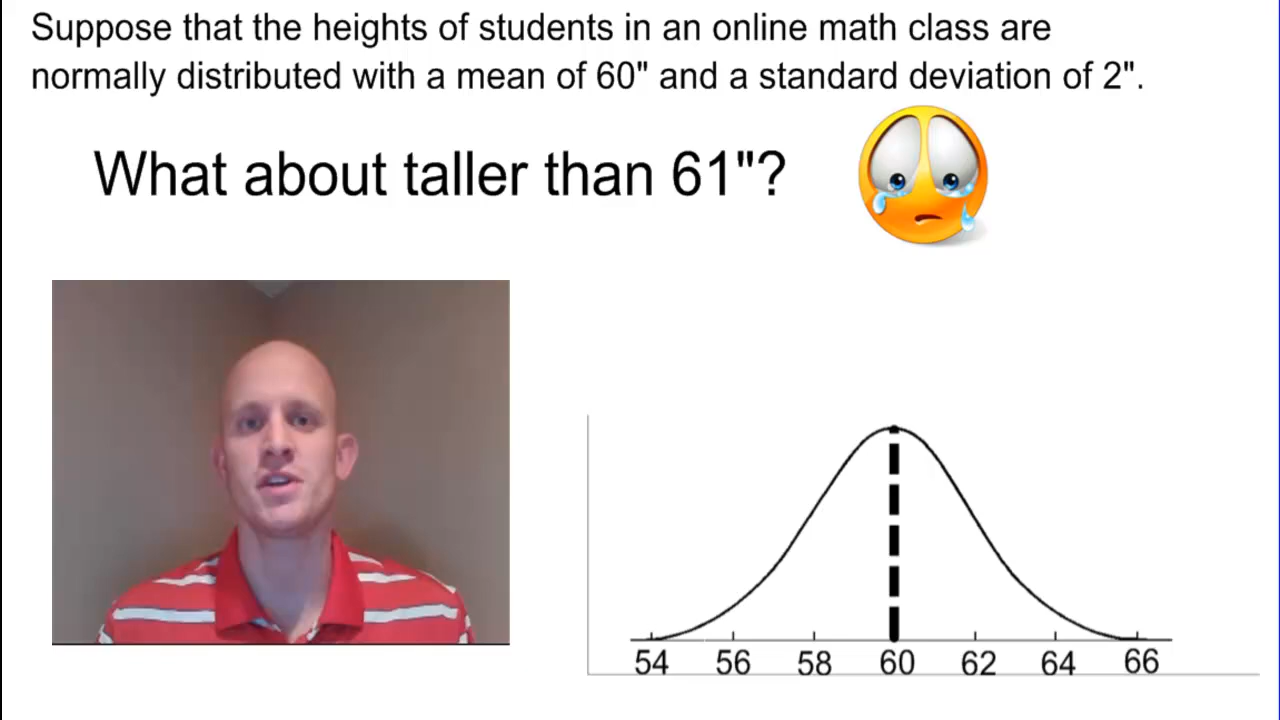 Suppose that the heights of students in an online math class are
normally distributed with a mean of 60" and a standard deviation of 2".
What about taller than 61"?
54 56 58 60 62 64 66